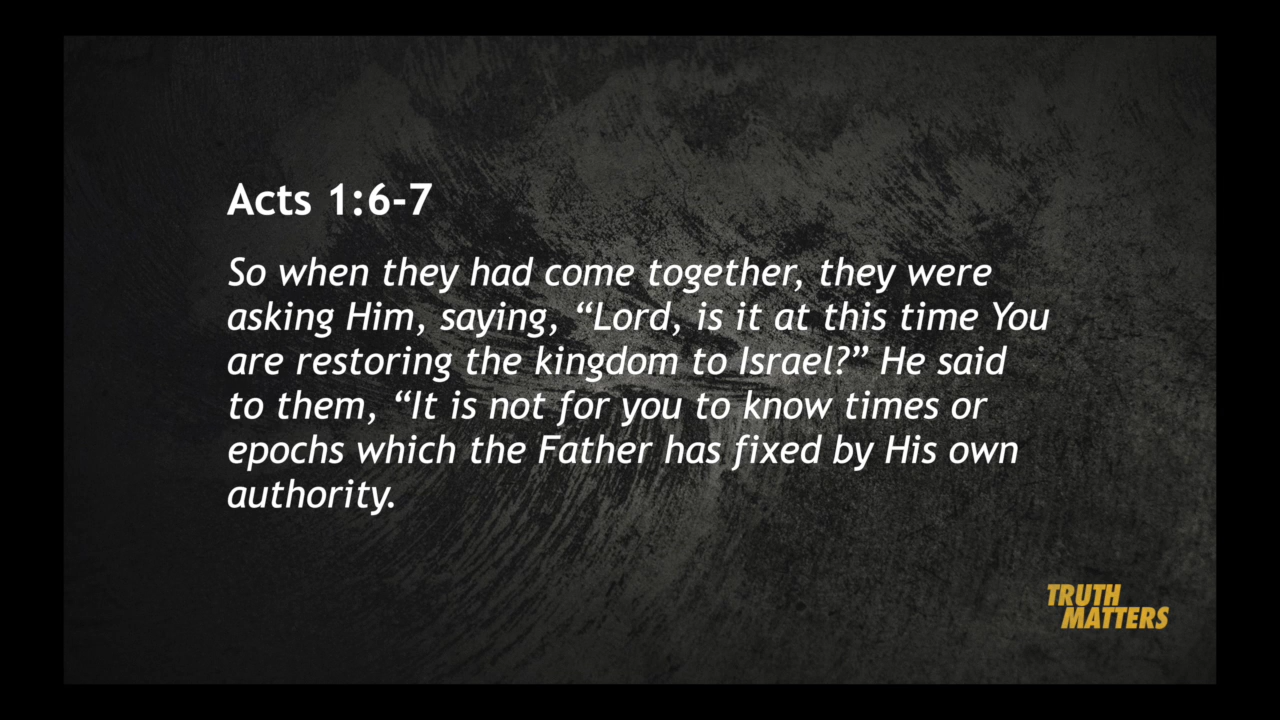 Acts 1:6-7
So when they had come together, they were
asking Him, saying, “Lord, is it at this time You
are restoring the kingdom to Israel?” He said
to them, “It is not for you to know times or
epochs which the Father has fixed by His own
authority.
TRUTH
MATTERS